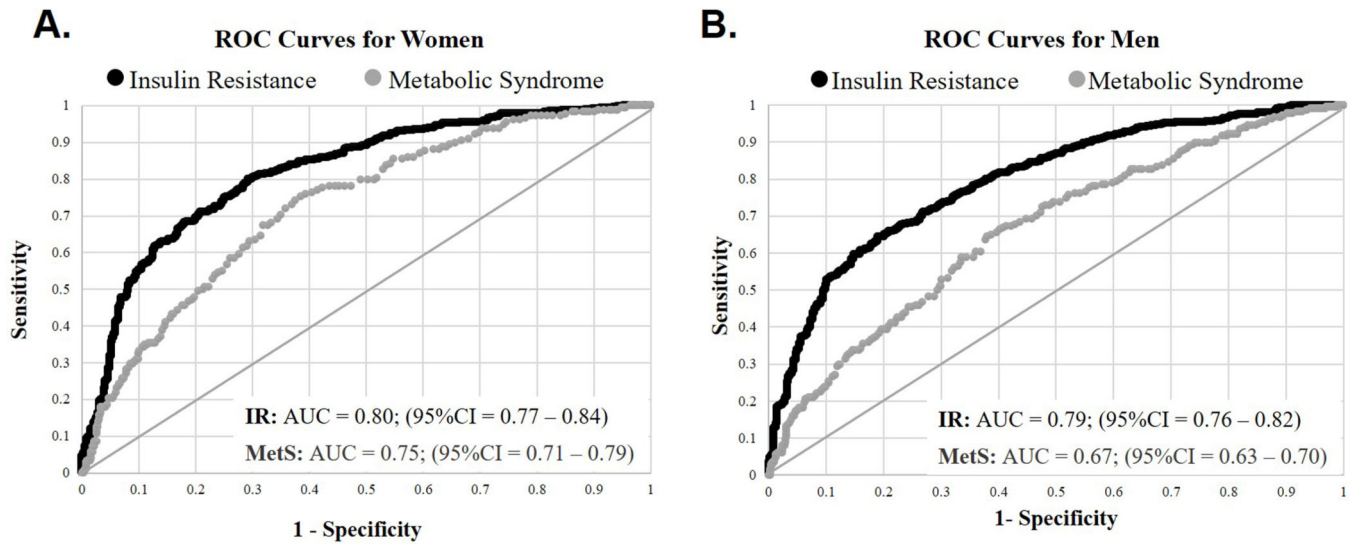 A.
ROC Curves for Women
Insulin Resistance
Metabolic Syndrome
1
0.9
0.8
0.7
0.6
0.5
0.4
0.3
0.2
0.1
0
Sensitivity
IR: AUC = 0.80; (95%CI = 0.77 – 0.84)
MetS: AUC = 0.75; (95%CI = 0.71 – 0.79)
0 0.1 0.2 0.3 0.4 0.5 0.6 0.7 0.8 0.9 1
1 - Specificity
B.
ROC Curves for Men
Insulin Resistance
Metabolic Syndrome
1
0.9
0.8
0.7
0.6
0.5
0.4
0.3
0.2
0.1
0
Sensitivity
IR: AUC = 0.79; (95%CI = 0.76 – 0.82)
MetS: AUC = 0.67; (95%CI = 0.63 – 0.70)
0 0.1 0.2 0.3 0.4 0.5 0.6 0.7 0.8 0.9 1
1- Specificity